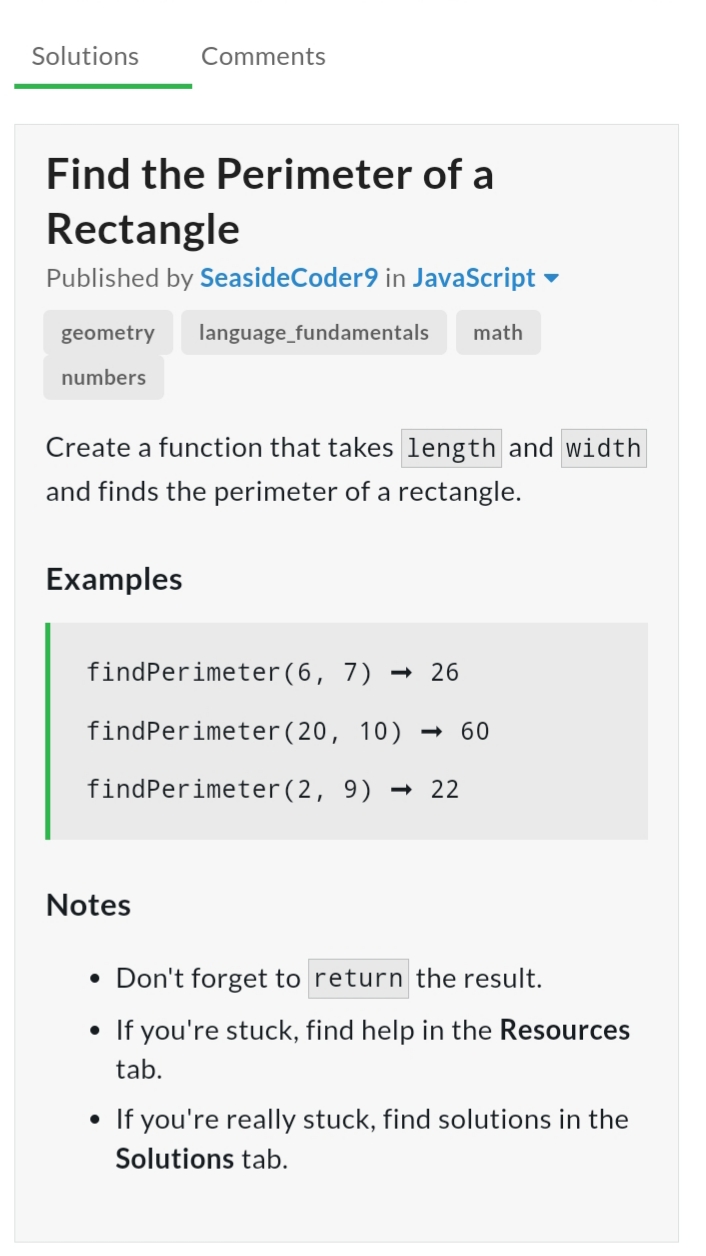 Solutions Comments
Find the Perimeter of a
Rectangle
Published by SeasideCoder9 in JavaScript
geometry language_fundamentals math
numbers
Create a function that takes length and width
and finds the perimeter of a rectangle.
Examples
findPerimeter(6, 7) ➞ 26
findPerimeter(20, 10) ➞ 60
findPerimeter(2, 9) ➞ 22
Notes
• Don't forget to return the result.
• If you're stuck, find help in the Resources
tab.
• If you're really stuck, find solutions in the
Solutions tab.